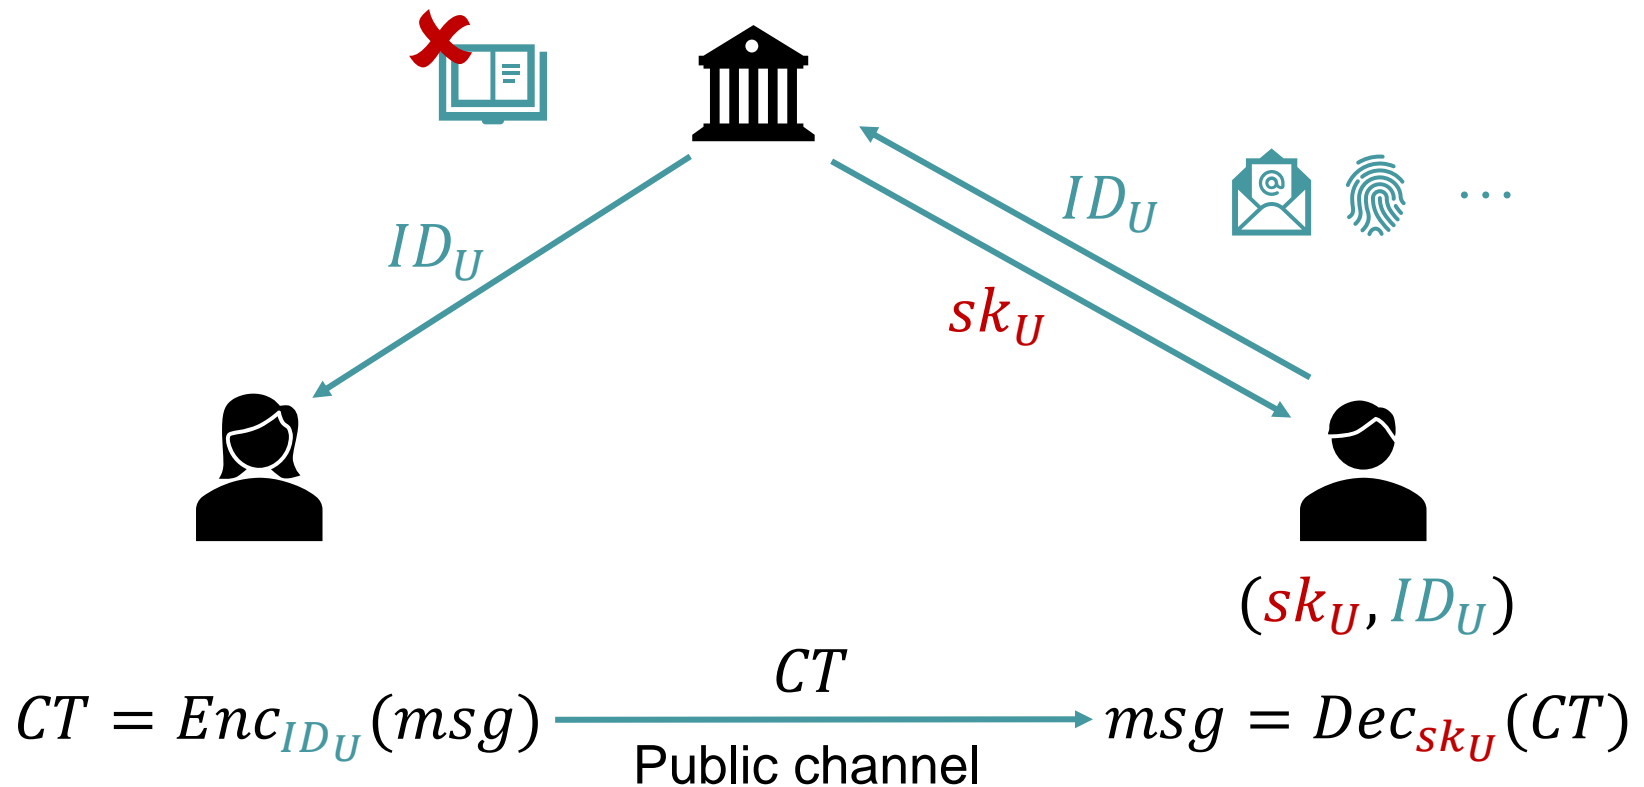 ID_U
ID_U
sk_U
...
(sk_U, ID_U)
CT
CT = Enc_{ID_U}(msg)
msg = Dec_{sk_U}(CT)
Public channel